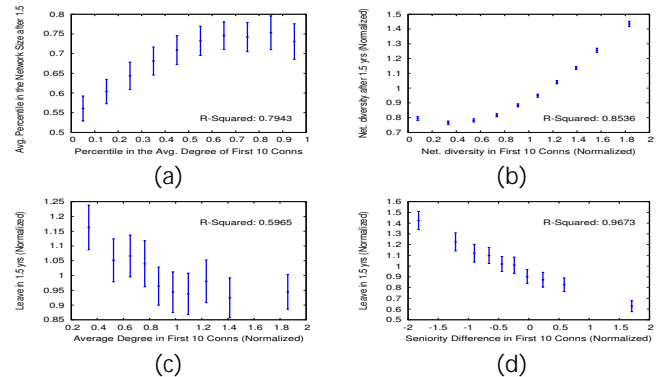 Avg. Percentile in the Network Size after 1.5
0.8
0.75
0.7
0.65
0.6
0.55
0.5
0 0.1 0.2 0.3 0.4 0.5 0.6 0.7 0.8 0.9 1
R-Squared: 0.7943
Percentile in the Avg. Degree of First 10 Conns
(a)
Net. diversity after 1.5 yrs (Normalized)
1.5
1.4
1.3
1.2
1.1
1
0.9
0.8
0.7
0 0.2 0.4 0.6 0.8 1 1.2 1.4 1.6 1.8 2
R-Squared: 0.8536
Net. diversity in First 10 Conns (Normalized)
(b)
Leave in 1.5 yrs (Normalized)
1.25
1.2
1.15
1.1
1.05
1
0.95
0.9
0.85
0.2 0.4 0.6 0.8 1 1.2 1.4 1.6 1.8 2
R-Squared: 0.5965
Average Degree in First 10 Conns (Normalized)
(c)
Leave in 1.5 yrs (Normalized)
1.6
1.5
1.4
1.3
1.2
1.1
1
0.9
0.8
0.7
0.6
0.5
-2 -1.5 -1 -0.5 0 0.5 1 1.5 2
R-Squared: 0.9673
Seniority Difference in First 10 Conns (Normalized)
(d)